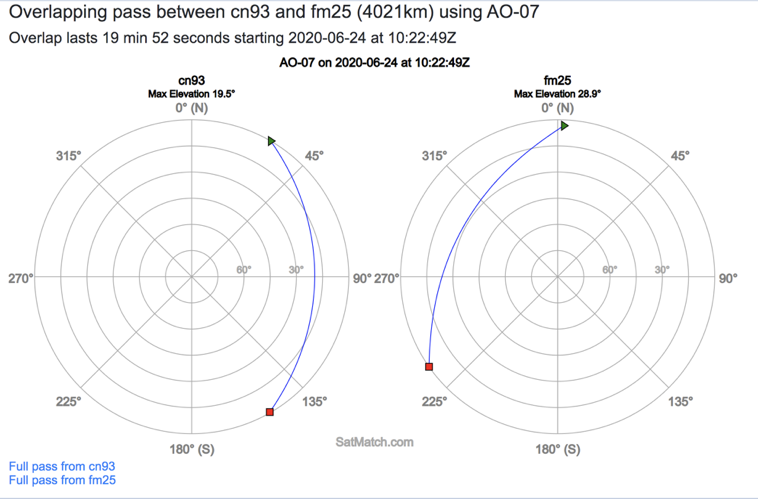 Overlapping pass between cn93 and fm25 (4021km) using AO-07
Overlap lasts 19 min 52 seconds starting 2020-06-24 at 10:22:49Z
AO-07 on 2020-06-24 at 10:22:49Z
cn93
Max Elevation 19.5°
0° (N)
45°
90°
135°
180° (S)
225°
270°
315°
60°
30°
fm25
Max Elevation 28.9°
0° (N)
45°
90°
135°
180° (S)
225°
270°
315°
60°
30°
SatMatch.com
Full pass from cn93
Full pass from fm25